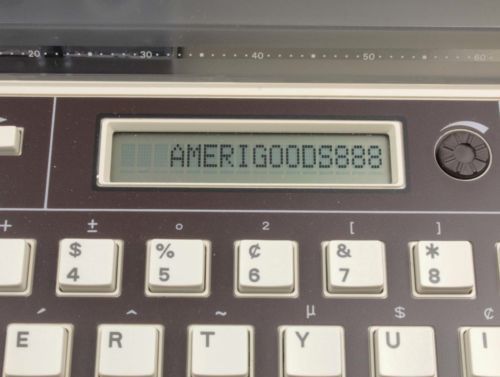 20 30 40 50 60
AMERIGOODS888
+ ± o 2 [ ]
$ % ¢ & *
4 5 6 7 8
´ ^ ~ µ $ ¢
E R T Y U I